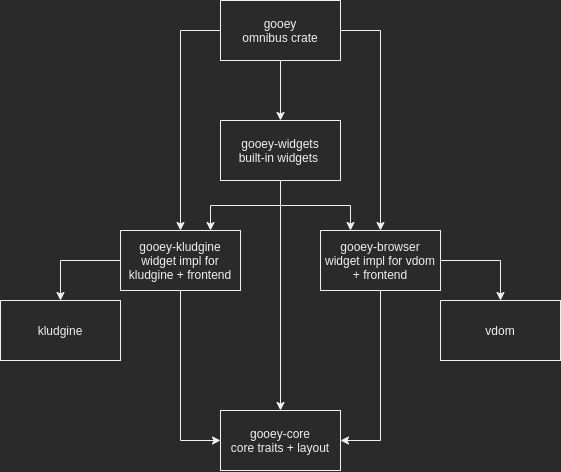 gooey
omnibus crate
gooey-widgets
built-in widgets
gooey-kludgine
widget impl for
kludgine + frontend
gooey-browser
widget impl for vdom
+ frontend
kludgine
vdom
gooey-core
core traits + layout